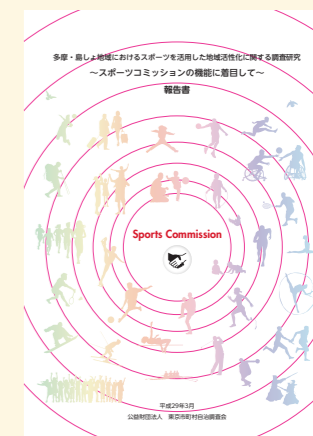 多摩・島しょ地域におけるスポーツを活用した地域活性化に関する調査研究
～スポーツコミッションの機能に着目して～
報告書
Sports Commission
平成29年3月
公益財団法人　東京市町村自治調査会